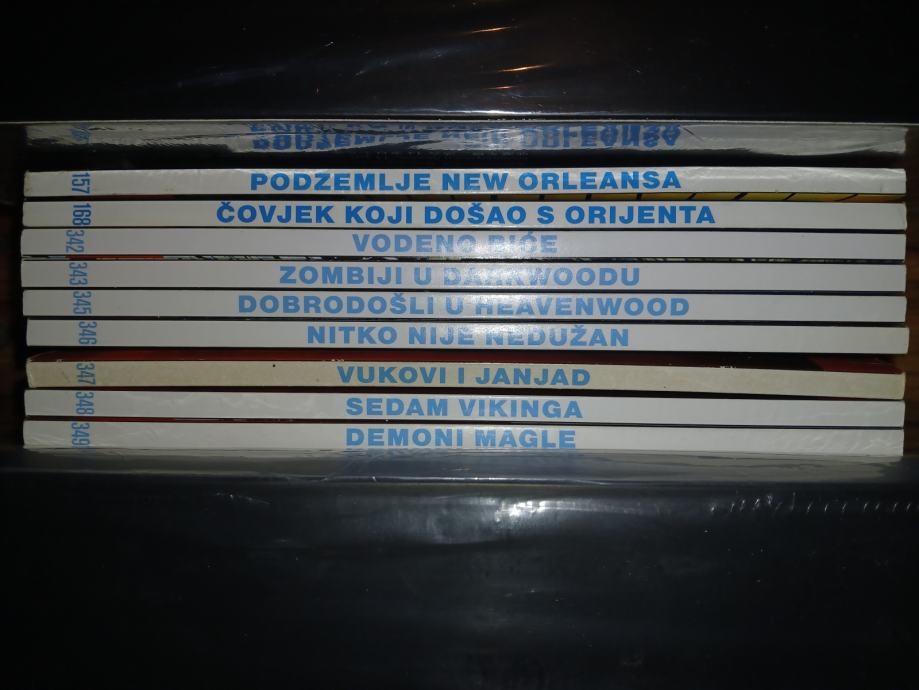 157 PODZEMLJE NEW ORLEANSA
168 ČOVJEK KOJI DOŠAO S ORIJENTA
342 VODENO BIĆE
343 ZOMBIJI U DARKWOODU
345 DOBRODOŠLI U HEAVENWOOD
346 NITKO NIJE NEDUŽAN
347 VUKOVI I JANJAD
348 SEDAM VIKINGA
349 DEMONI MAGLE